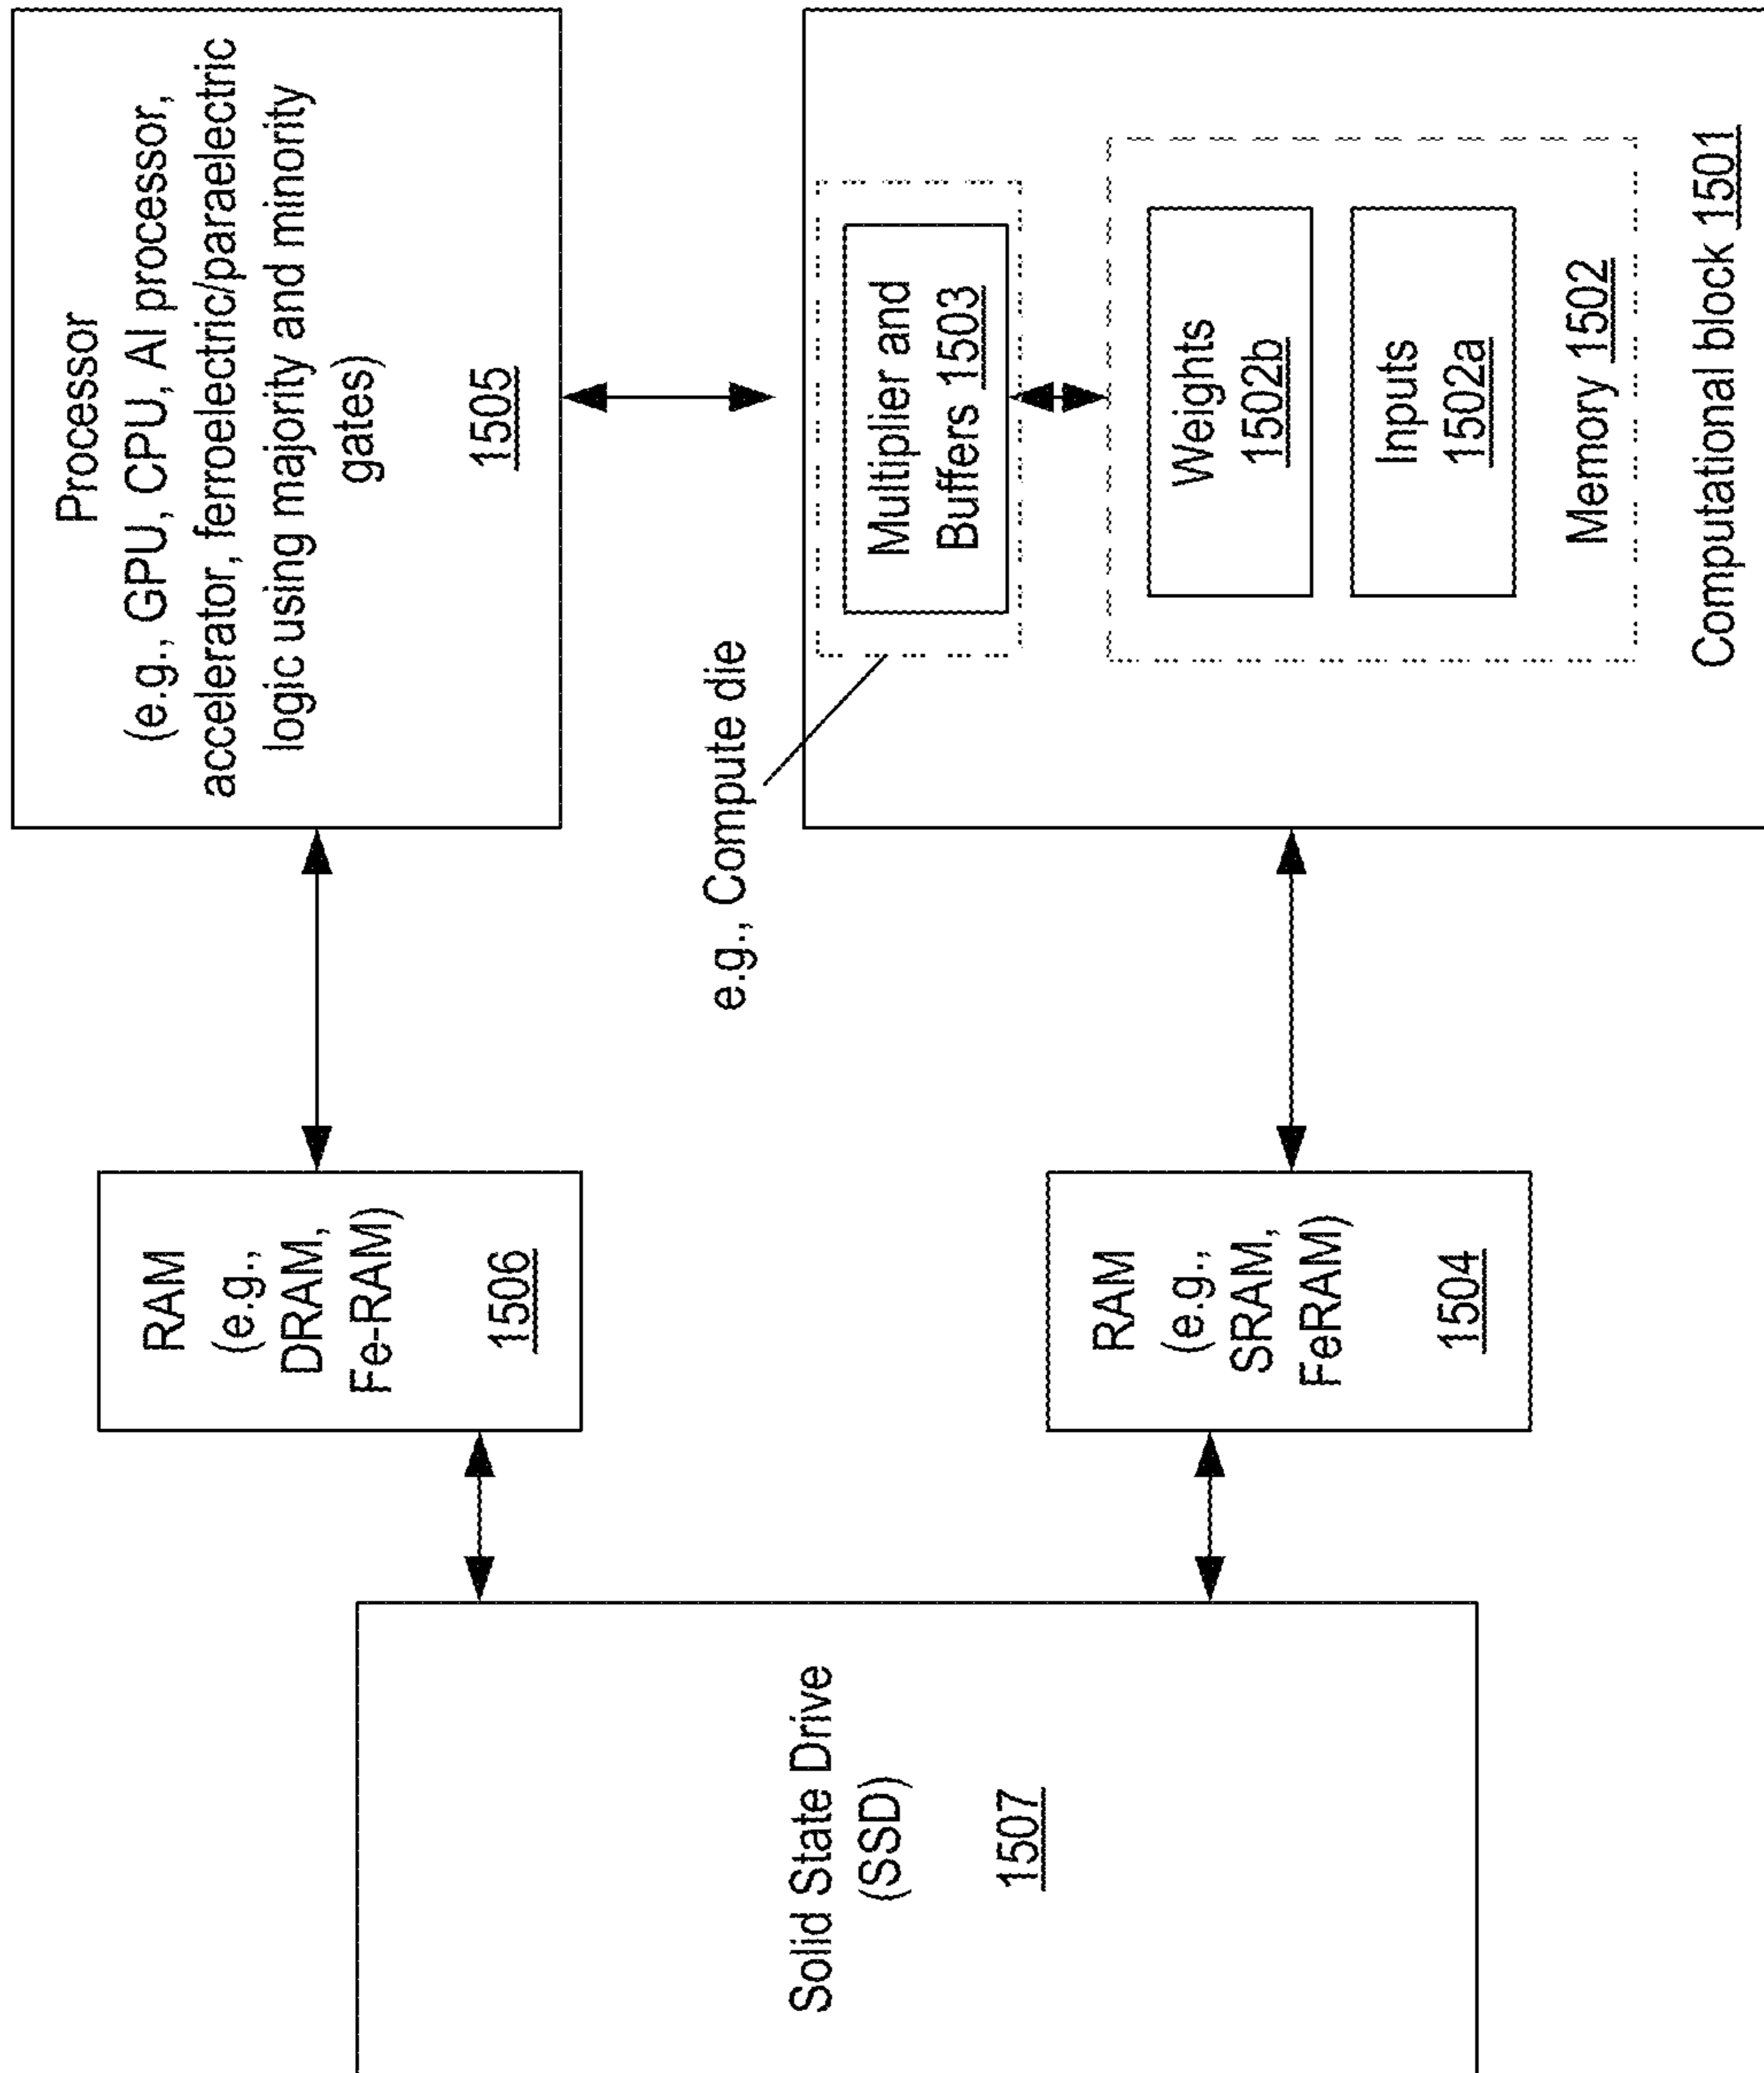 Solid State Drive
(SSD)
1507
RAM
(e.g.,
DRAM,
Fe-RAM)
1506
RAM
(e.g.,
SRAM,
FeRAM)
1504
Processor
(e.g., GPU, CPU, AI processor,
accelerator, ferroelectric/paraelectric
logic using majority and minority
gates)
1505
e.g., Compute die
Multiplier and
Buffers 1503
Weights
1502b
Inputs
1502a
Memory 1502
Computational block 1501